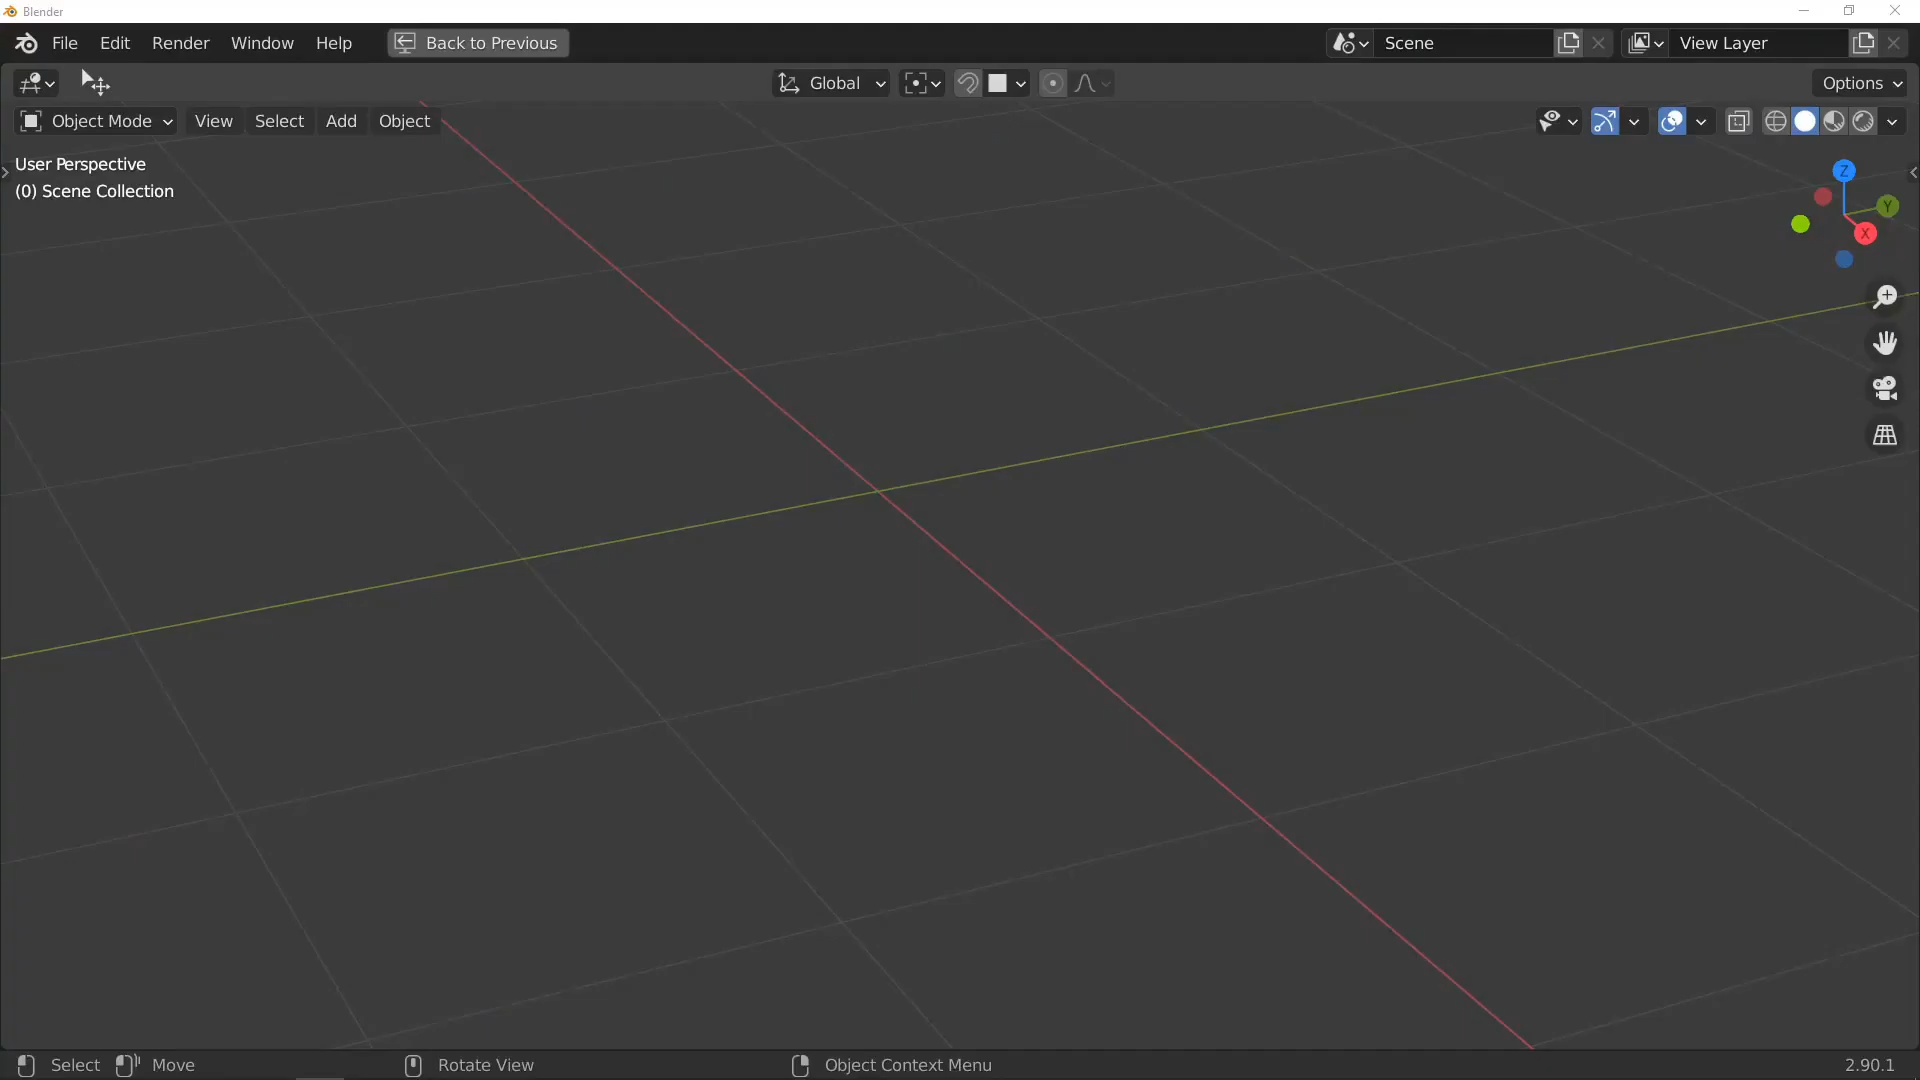 Blender
File Edit Render Window Help Back to Previous Scene View Layer
Global Options
Object Mode View Select Add Object
User Perspective
(0) Scene Collection
Z
Y
X
Select Move Rotate View Object Context Menu 2.90.1